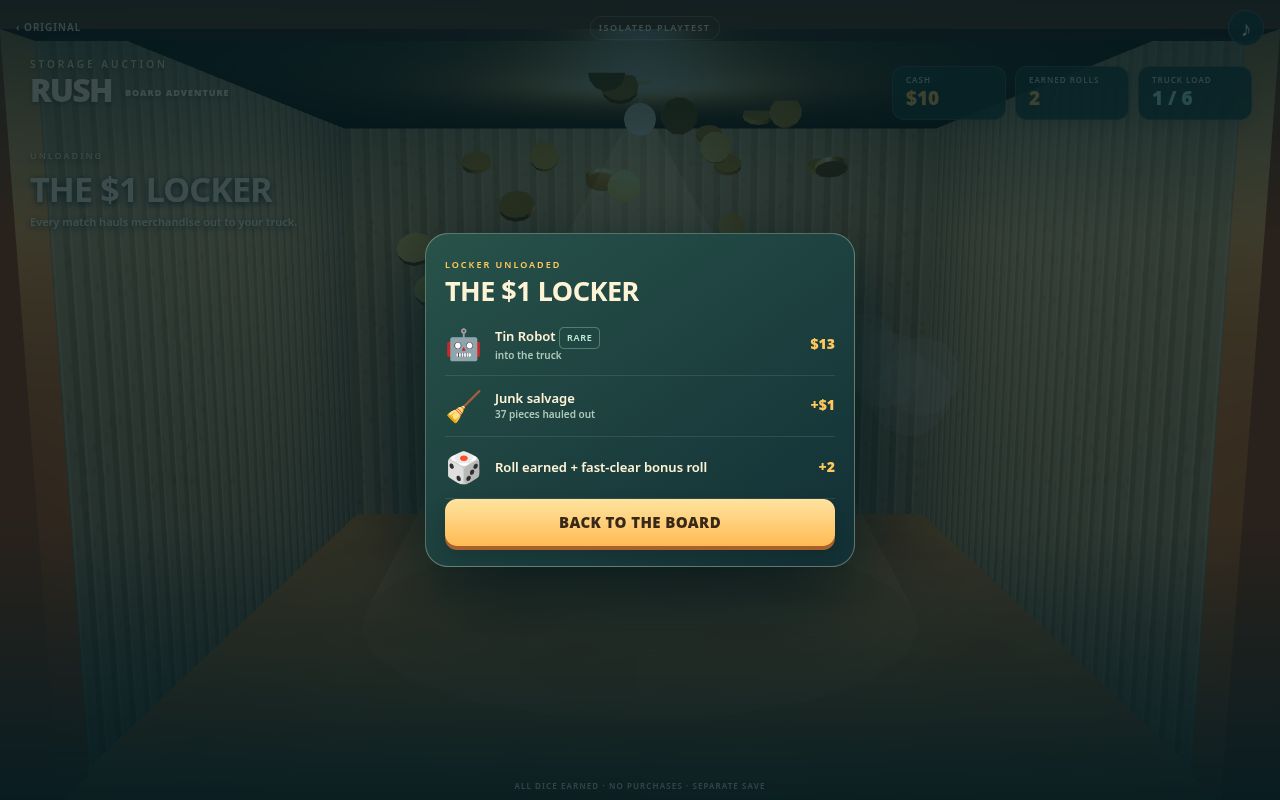 ‹ ORIGINAL
ISOLATED PLAYTEST
♪
STORAGE AUCTION
RUSH BOARD ADVENTURE
CASH
$10
EARNED ROLLS
2
TRUCK LOAD
1 / 6
UNLOADING
THE $1 LOCKER
Every match hauls merchandise out to your truck.
LOCKER UNLOADED
THE $1 LOCKER
Tin Robot RARE
into the truck
$13
Junk salvage
37 pieces hauled out
+$1
Roll earned + fast-clear bonus roll
+2
BACK TO THE BOARD
ALL DICE EARNED · NO PURCHASES · SEPARATE SAVE